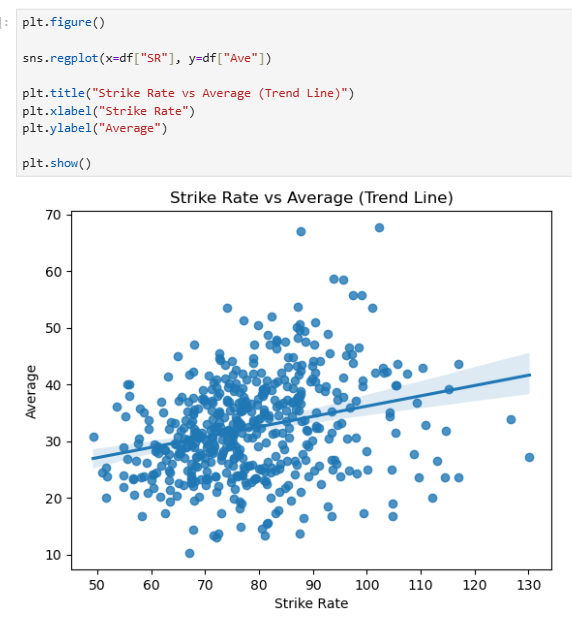 ]:
plt.figure()
sns.regplot(x=df["SR"], y=df["Ave"])
plt.title("Strike Rate vs Average (Trend Line)")
plt.xlabel("Strike Rate")
plt.ylabel("Average")
plt.show()
Strike Rate vs Average (Trend Line)
70
60
50
40
30
20
10
Average
50 60 70 80 90 100 110 120 130
Strike Rate